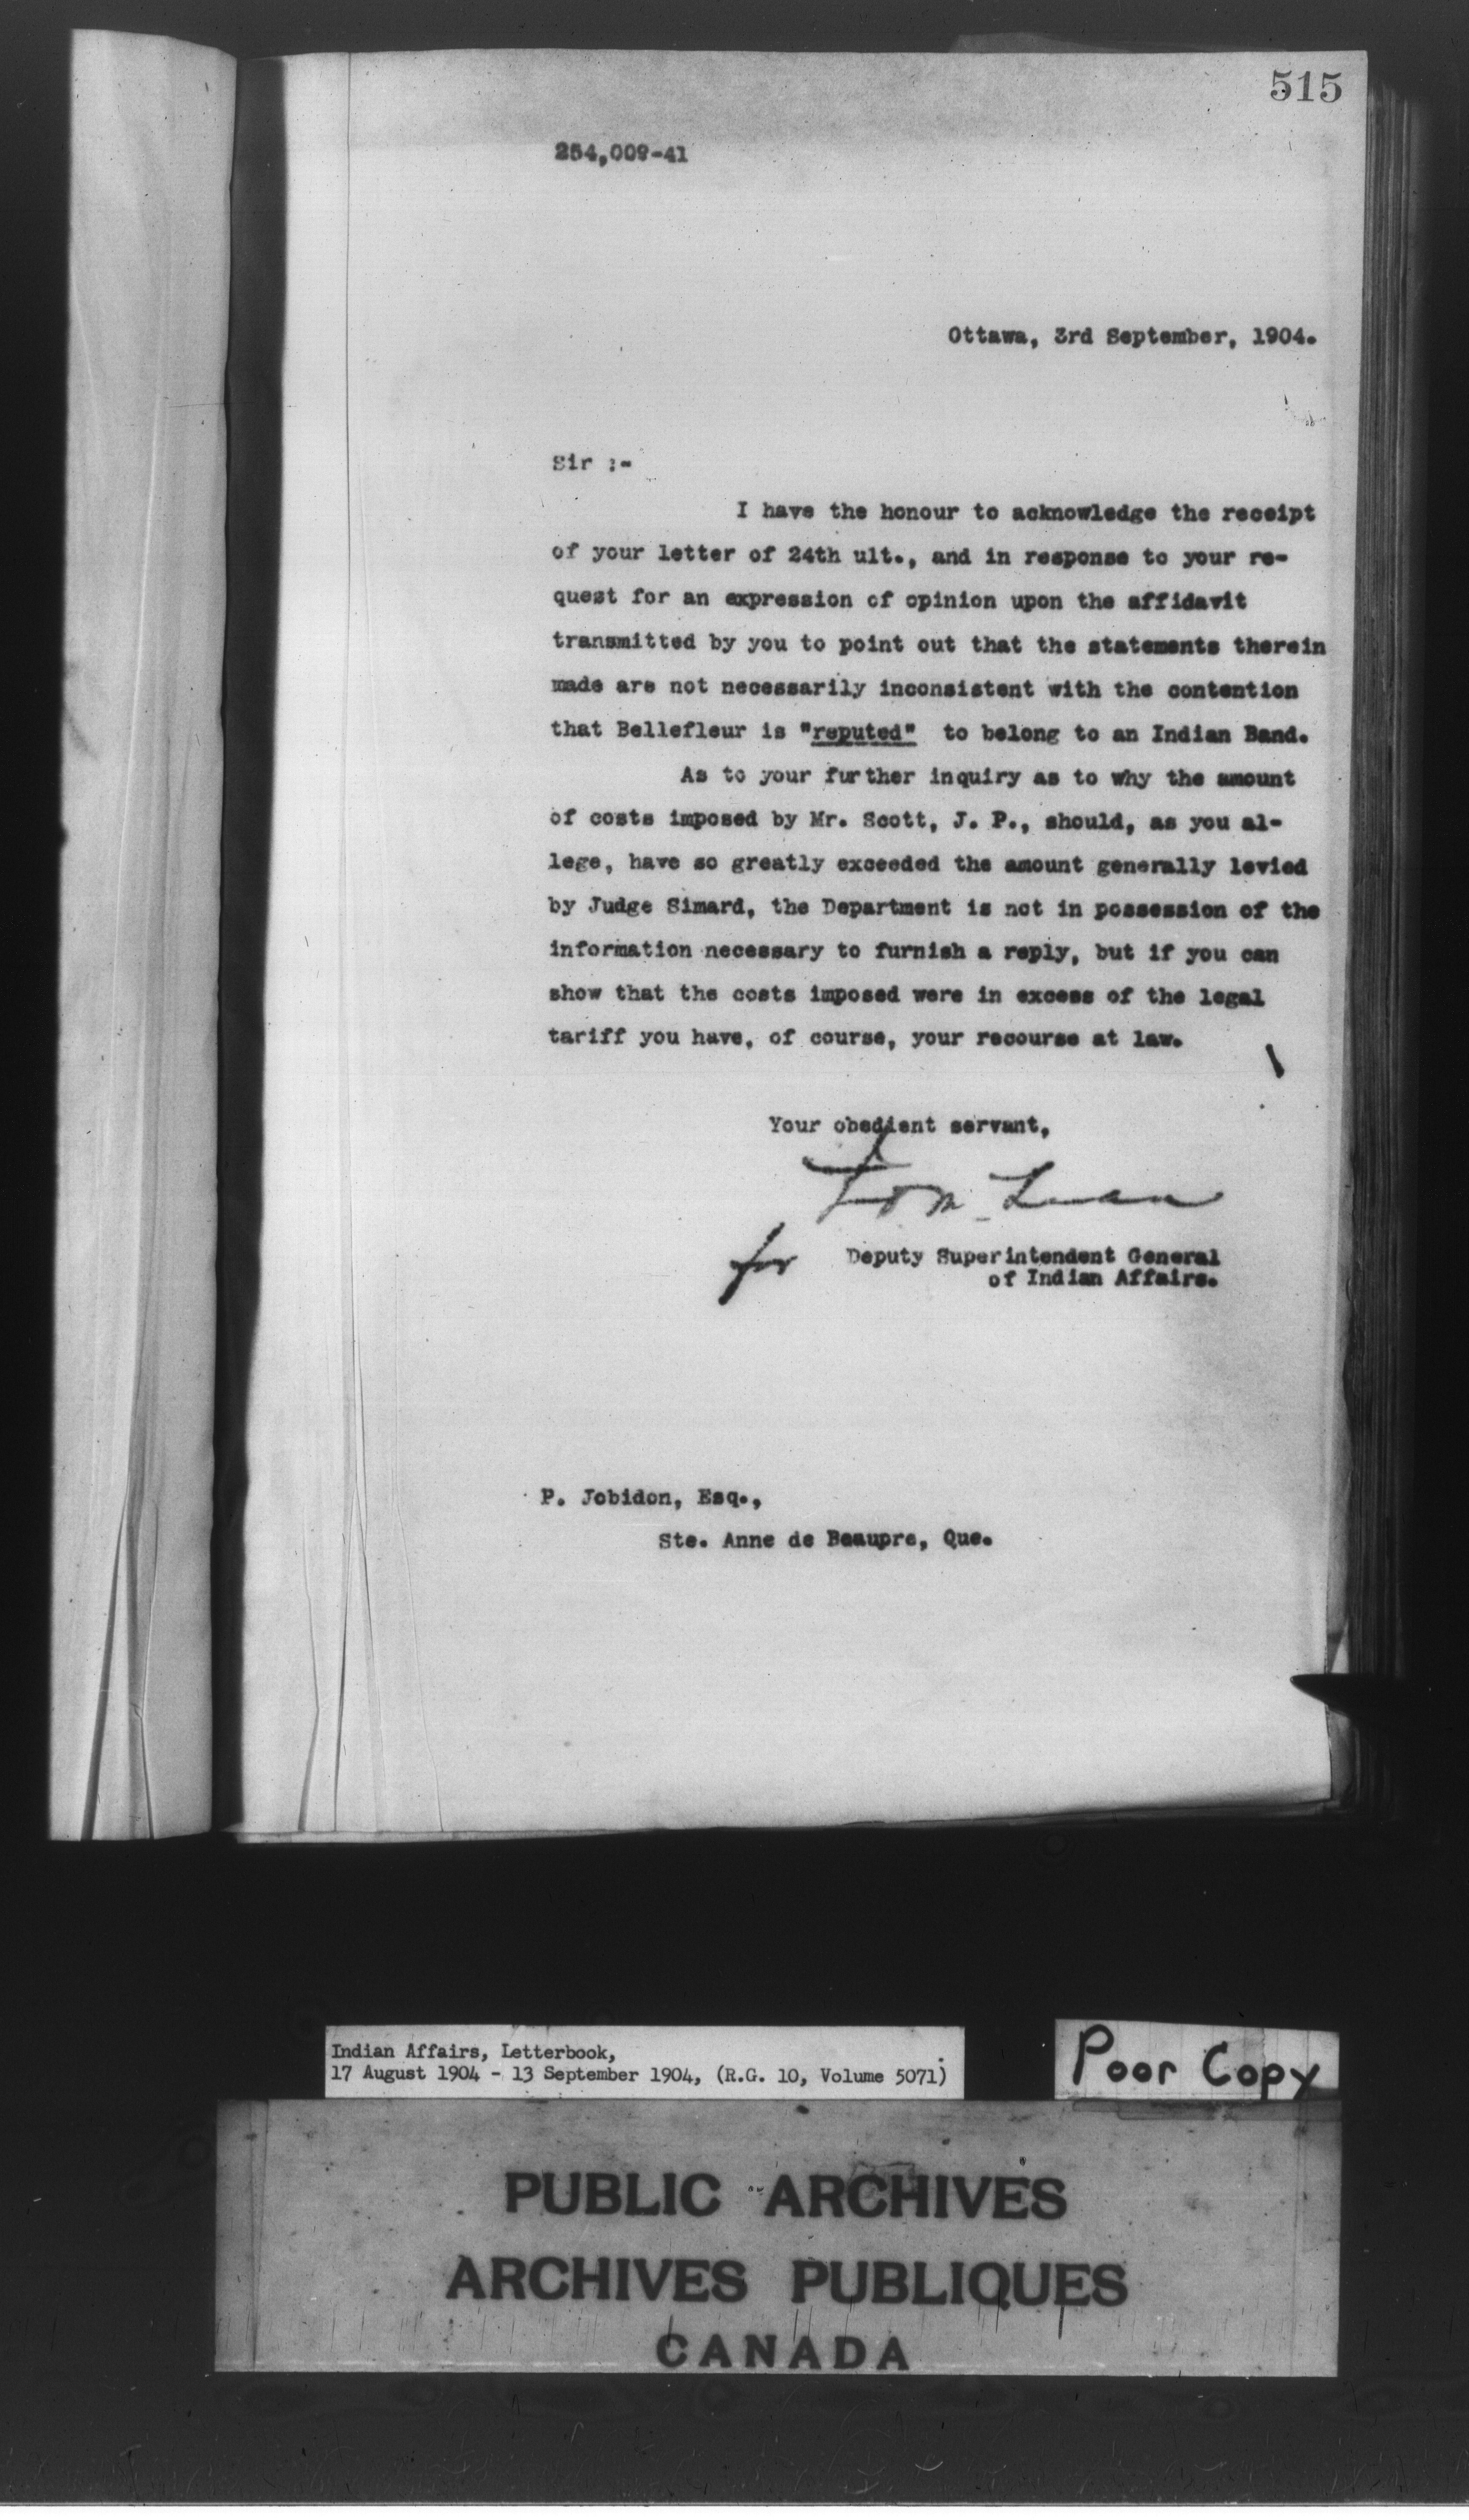 515
254,009-41
Ottawa, 3rd September, 1904.
Sir :-
I have the honour to acknowledge the receipt
of your letter of 24th ult., and in response to your re-
quest for an expression of opinion upon the affidavit
transmitted by you to point out that the statements therein
made are not necessarily inconsistent with the contention
that Bellefleur is "reputed" to belong to an Indian Band.
As to your further inquiry as to why the amount
of costs imposed by Mr. Scott, J. P., should, as you al-
lege, have so greatly exceeded the amount generally levied
by Judge Simard, the Department is not in possession of the
information necessary to furnish a reply, but if you can
show that the costs imposed were in excess of the legal
tariff you have, of course, your recourse at law.
Your obedient servant,
for Deputy Superintendent General
of Indian Affairs.
P. Jobidon, Esq.,
Ste. Anne de Beaupre, Que.
Indian Affairs, Letterbook,
17 August 1904 - 13 September 1904, (R.G. 10, Volume 5071)
Poor Copy
PUBLIC ARCHIVES
ARCHIVES PUBLIQUES
CANADA